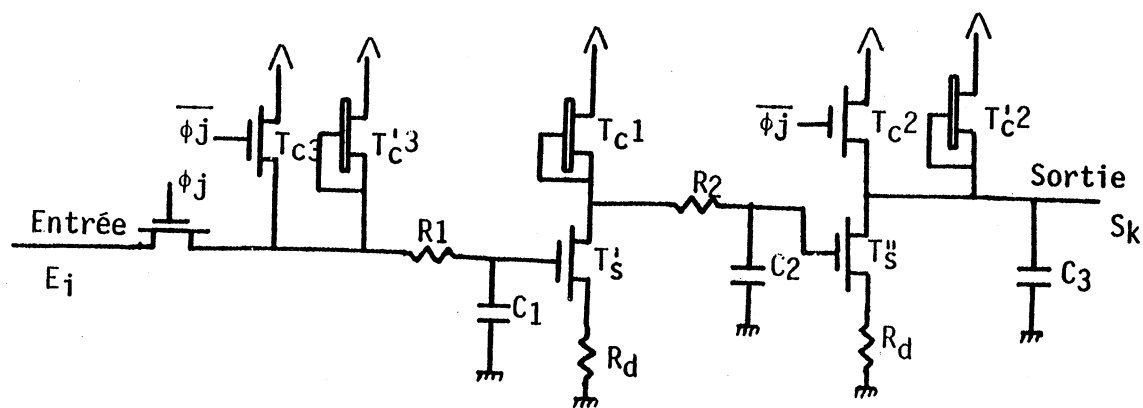 φj
Tc3
T'c3
φj
Entrée
Ei
R1
C1
Tc1
T's
Rd
R2
C2
φj
Tc2
T'c2
T"s
Rd
Sortie
Sk
C3